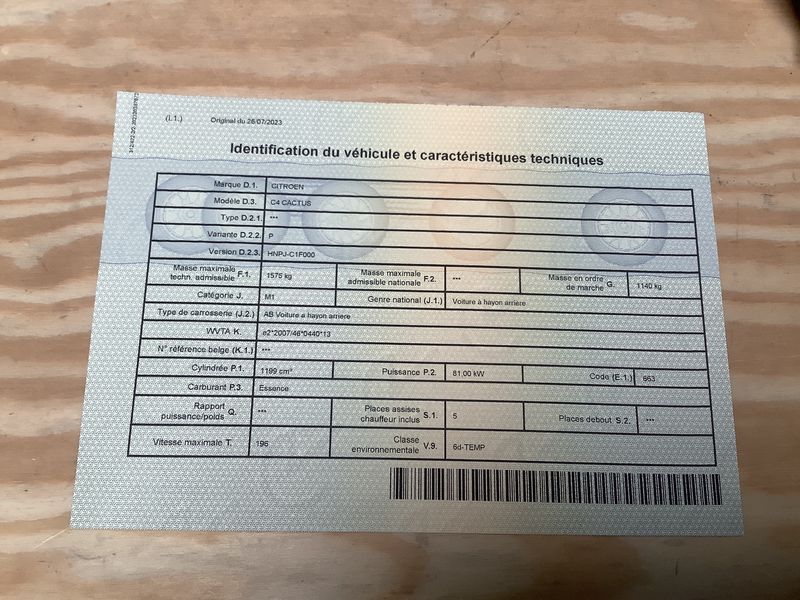 (I.1.) Original du 26/07/2023
Identification du véhicule et caractéristiques techniques
Marque D.1. CITROEN
Modèle D.3. C4 CACTUS
Type D.2.1. ***
Variante D.2.2. P
Version D.2.3. HNPJ-C1F000
Masse maximale techn. admissible F.1. 1575 kg Masse maximale admissible nationale F.2. *** Masse en ordre de marche G. 1140 kg
Catégorie J. M1 Genre national (J.1.) Voiture à hayon arrière
Type de carrosserie (J.2.) AB Voiture à hayon arrière
WVTA K. e2*2007/46*0440*13
N° référence belge (K.1.) ***
Cylindrée P.1. 1199 cm³ Puissance P.2. 81,00 kW Code (E.1.) 663
Carburant P.3. Essence
Rapport puissance/poids Q. *** Places assises chauffeur inclus S.1. 5 Places debout S.2. ***
Vitesse maximale T. 196 Classe environnementale V.9. 6d-TEMP